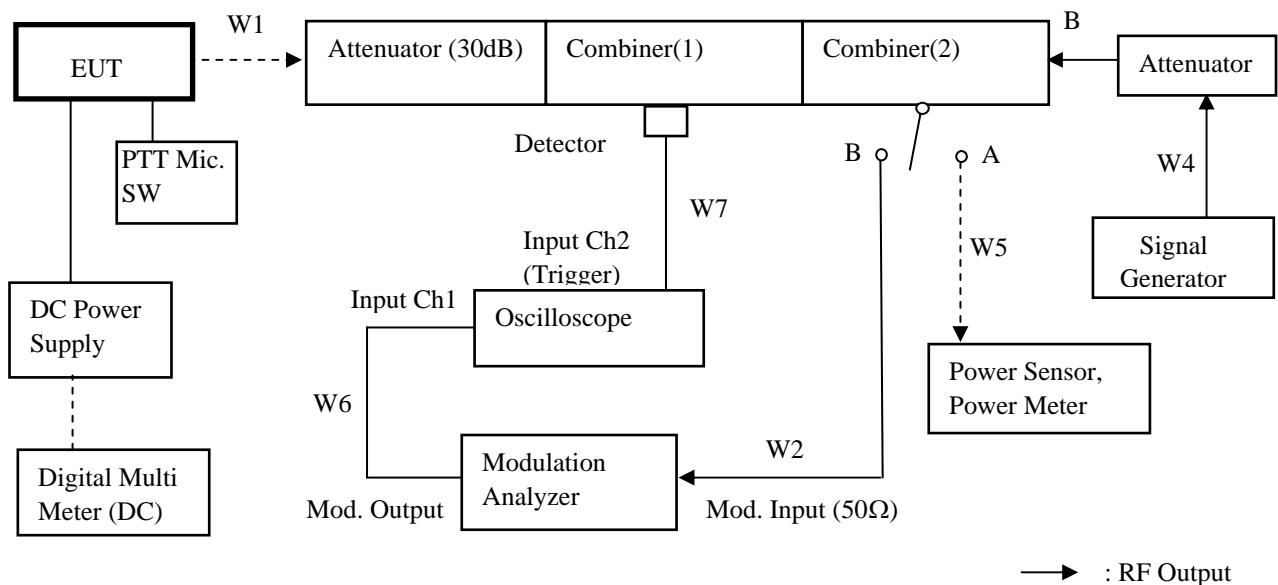 W1
B
EUT
Attenuator (30dB)
Combiner(1)
Combiner(2)
Attenuator
PTT Mic.
SW
Detector
B
A
W4
W7
W5
Input Ch2
(Trigger)
Input Ch1
Signal
Generator
DC Power
Supply
Oscilloscope
Power Sensor,
Power Meter
W6
W2
Digital Multi
Meter (DC)
Modulation
Analyzer
Mod. Output
Mod. Input (50Ω)
: RF Output